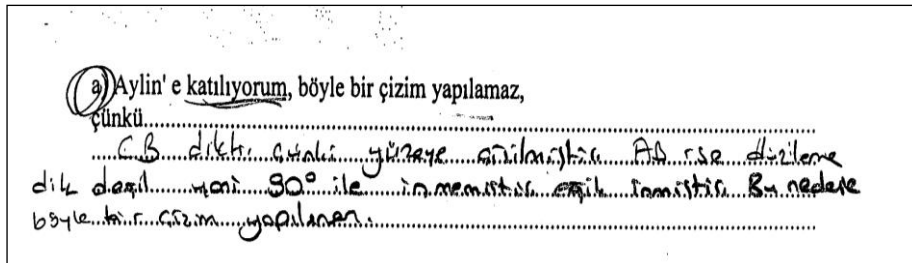 a) Aylin' e katılıyorum, böyle bir çizim yapılamaz,
çünkü
CB diktir çünkü yüzeye çizilmiştir. AB ise düzleme
dik değil yani 90° ile inmemiştir eğik inmiştir. Bu nedenle
böyle bir çizim yapılamaz.